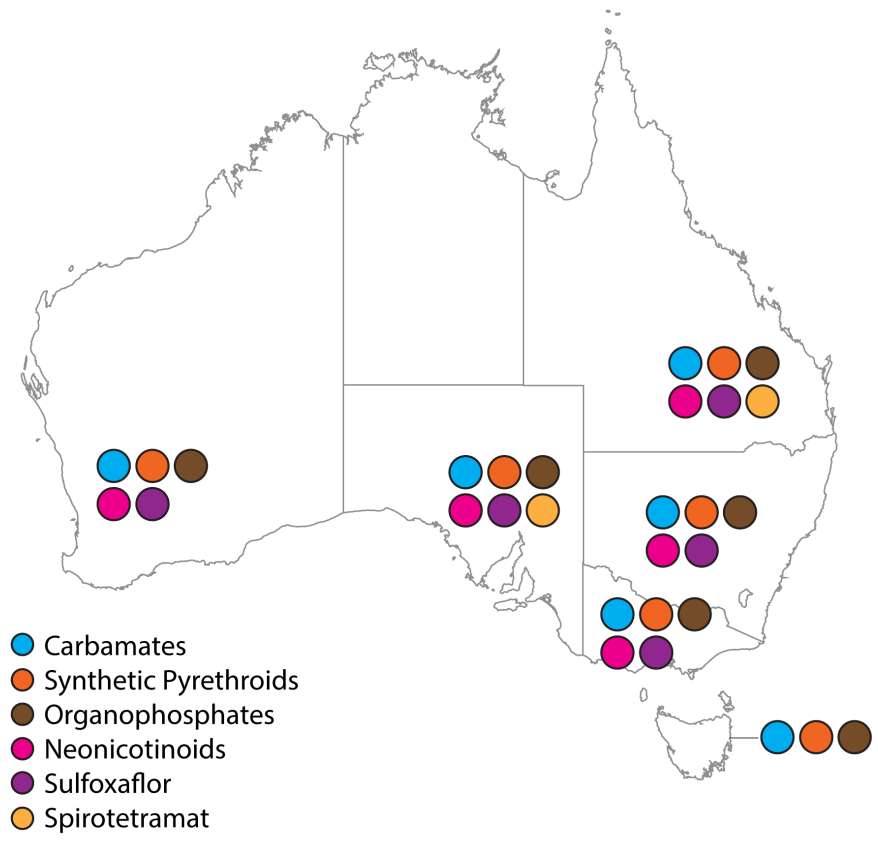 Carbamates
Synthetic Pyrethroids
Organophosphates
Neonicotinoids
Sulfoxaflor
Spirotetramat